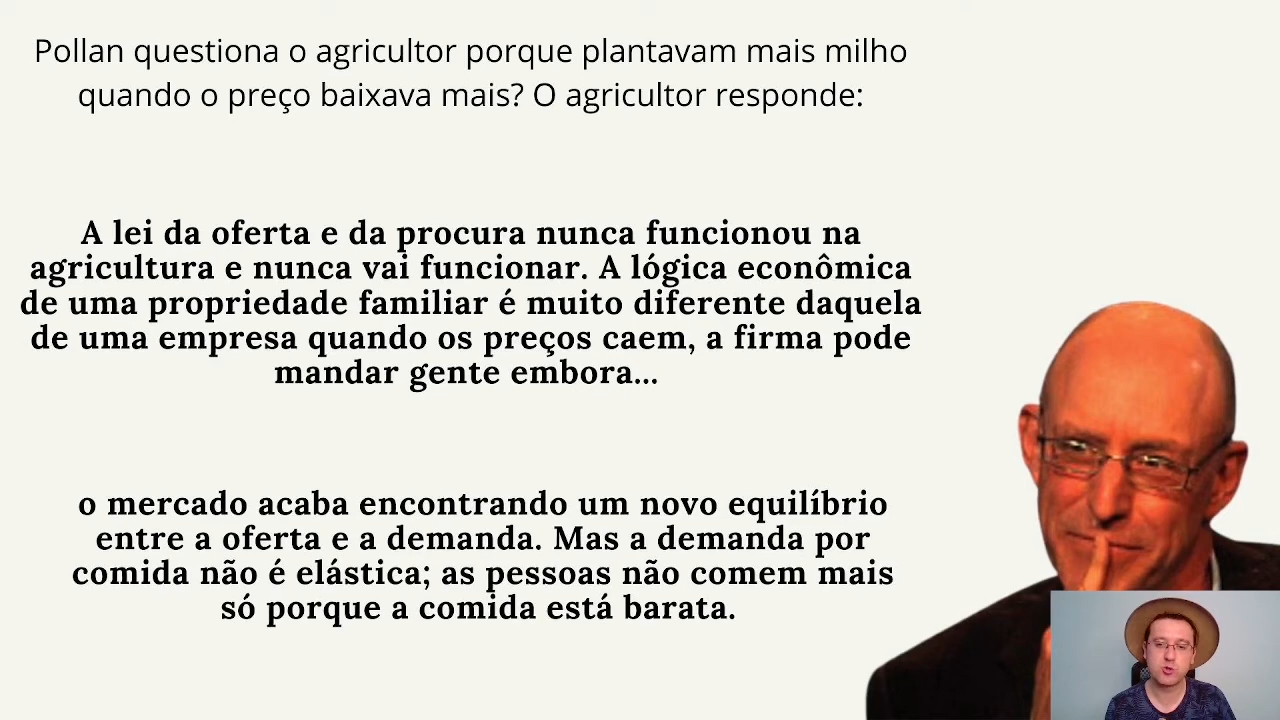 Pollan questiona o agricultor porque plantavam mais milho
quando o preço baixava mais? O agricultor responde:
A lei da oferta e da procura nunca funcionou na
agricultura e nunca vai funcionar. A lógica econômica
de uma propriedade familiar é muito diferente daquela
de uma empresa quando os preços caem, a firma pode
mandar gente embora...
o mercado acaba encontrando um novo equilíbrio
entre a oferta e a demanda. Mas a demanda por
comida não é elástica; as pessoas não comem mais
só porque a comida está barata.